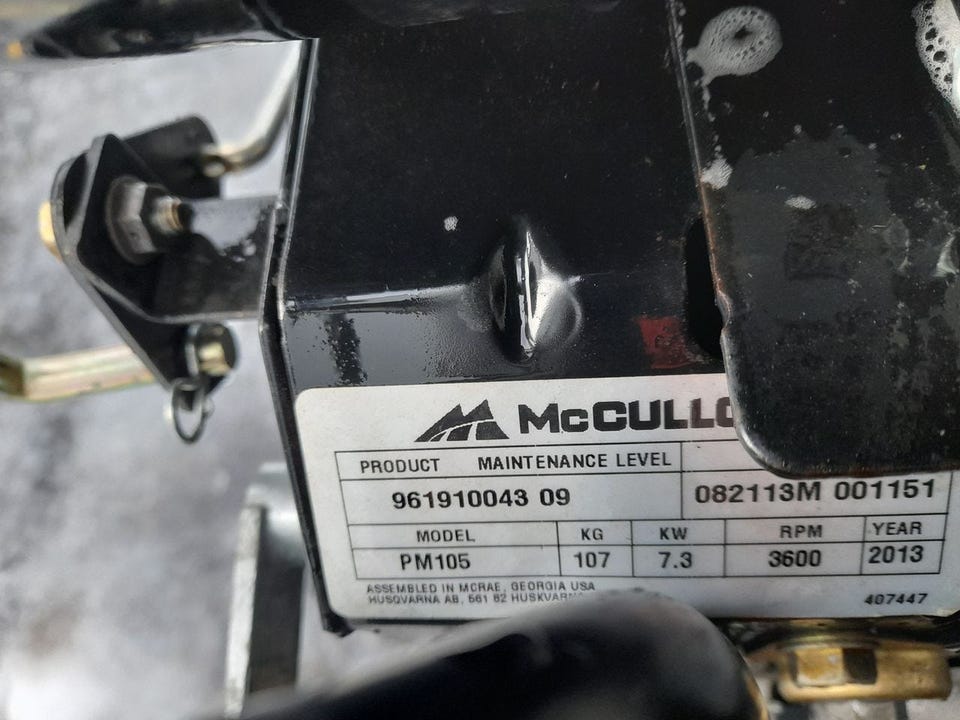 McCULLO
PRODUCT MAINTENANCE LEVEL
961910043 09 082113M 001151
MODEL KG KW RPM YEAR
PM105 107 7.3 3600 2013
ASSEMBLED IN MCRAE, GEORGIA USA
HUSQVARNA AB, 561 82 HUSKVARNA
407447